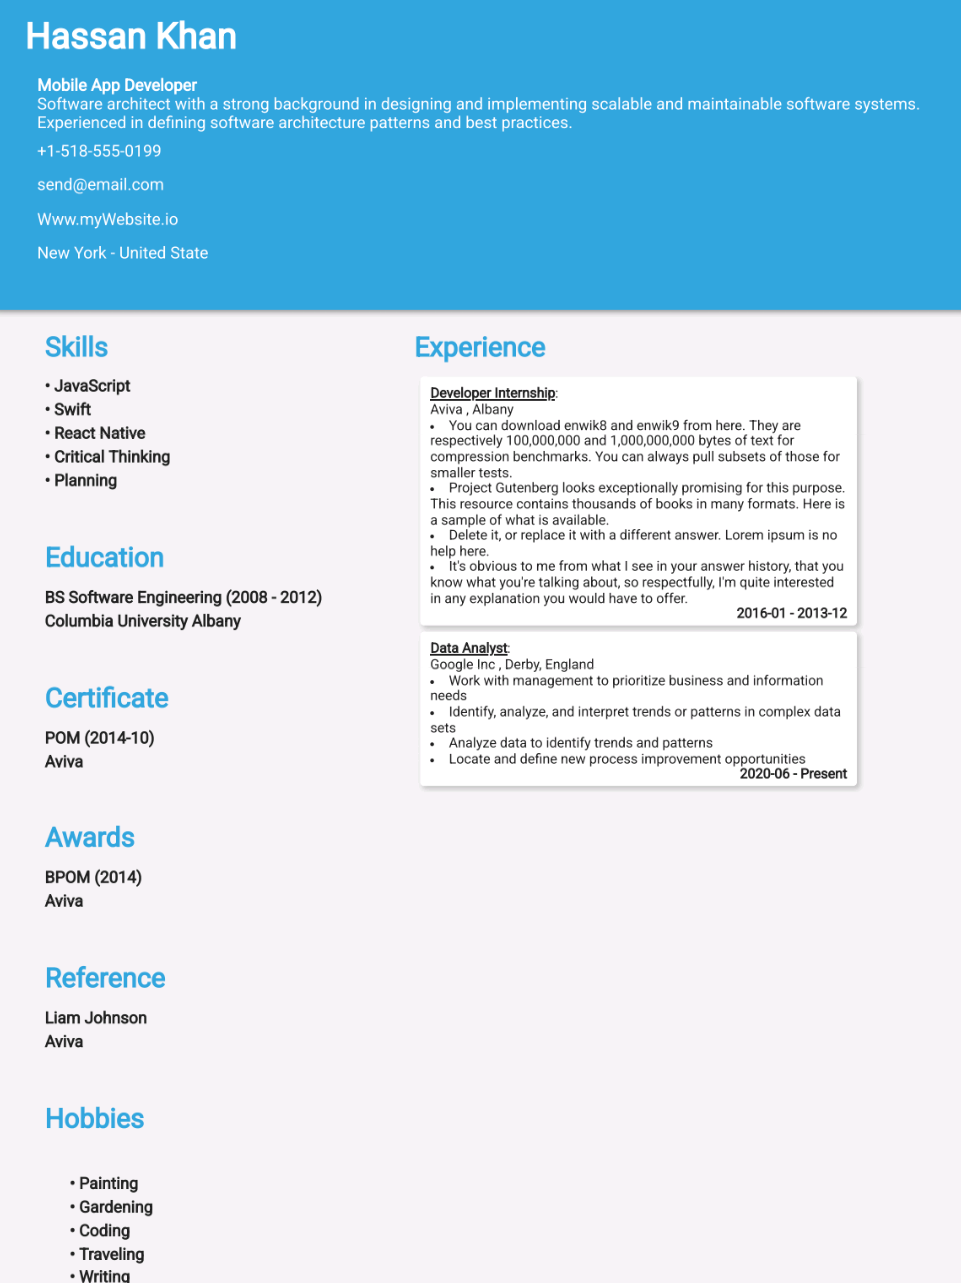 Hassan Khan
Mobile App Developer
Software architect with a strong background in designing and implementing scalable and maintainable software systems.
Experienced in defining software architecture patterns and best practices.
+1-518-555-0199
send@email.com
Www.myWebsite.io
New York - United State
Skills
• JavaScript
• Swift
• React Native
• Critical Thinking
• Planning
Education
BS Software Engineering (2008 - 2012)
Columbia University Albany
Certificate
POM (2014-10)
Aviva
Awards
BPOM (2014)
Aviva
Reference
Liam Johnson
Aviva
Hobbies
• Painting
• Gardening
• Coding
• Traveling
• Writing
Experience
Developer Internship:
Aviva , Albany
• You can download enwik8 and enwik9 from here. They are
respectively 100,000,000 and 1,000,000,000 bytes of text for
compression benchmarks. You can always pull subsets of those for
smaller tests.
• Project Gutenberg looks exceptionally promising for this purpose.
This resource contains thousands of books in many formats. Here is
a sample of what is available.
• Delete it, or replace it with a different answer. Lorem ipsum is no
help here.
• It's obvious to me from what I see in your answer history, that you
know what you're talking about, so respectfully, I'm quite interested
in any explanation you would have to offer.
2016-01 - 2013-12
Data Analyst:
Google Inc , Derby, England
• Work with management to prioritize business and information
needs
• Identify, analyze, and interpret trends or patterns in complex data
sets
• Analyze data to identify trends and patterns
• Locate and define new process improvement opportunities
2020-06 - Present